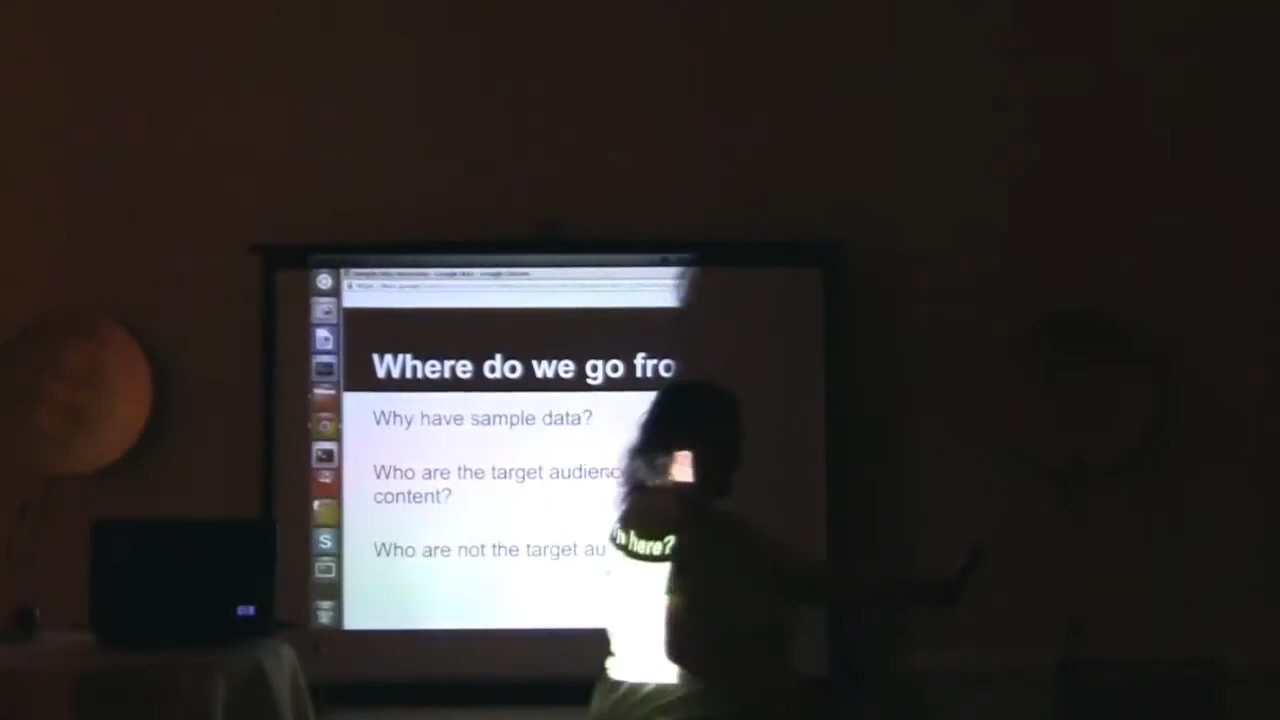 Where do we go fro
Why have sample data?
Who are the target audienc
content?
here?
Who are not the target au
S
hp